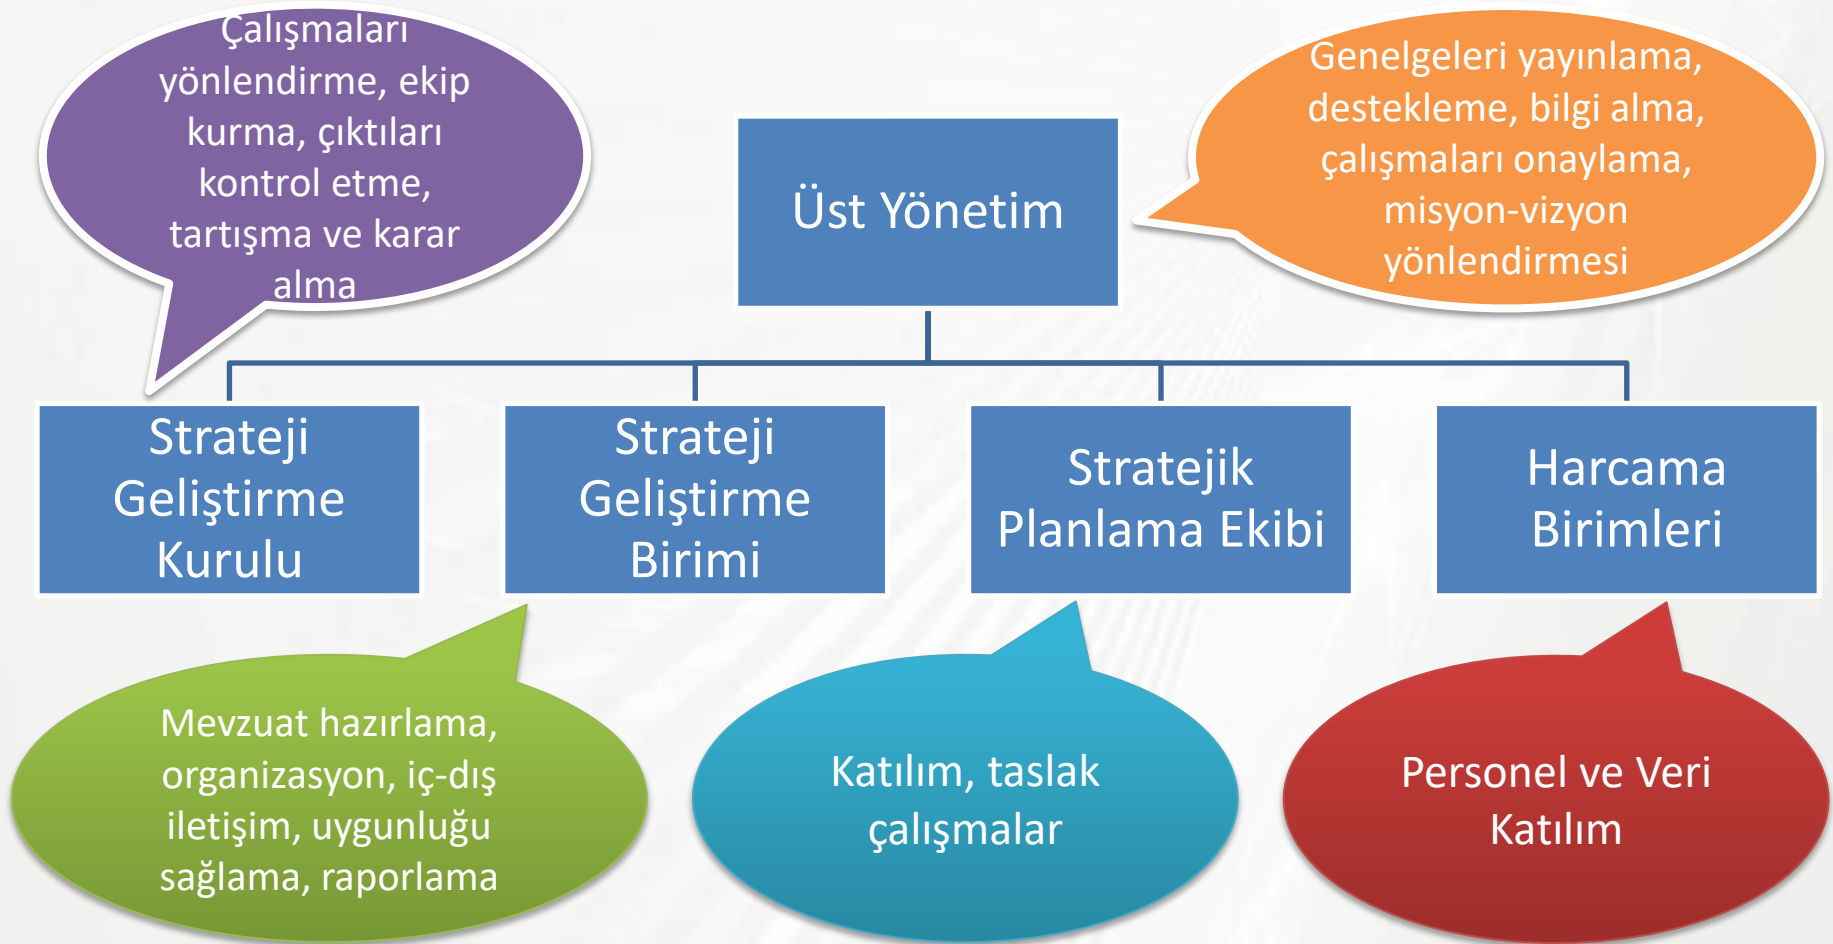 Çalışmaları
yönlendirme, ekip
kurma, çıktıları
kontrol etme,
tartışma ve karar
alma
Genelgeleri yayınlama,
destekleme, bilgi alma,
çalışmaları onaylama,
misyon-vizyon
yönlendirmesi
Üst Yönetim
Strateji
Geliştirme
Kurulu
Strateji
Geliştirme
Birimi
Stratejik
Planlama Ekibi
Harcama
Birimleri
Mevzuat hazırlama,
organizasyon, iç-dış
iletişim, uygunluğu
sağlama, raporlama
Katılım, taslak
çalışmalar
Personel ve Veri
Katılım